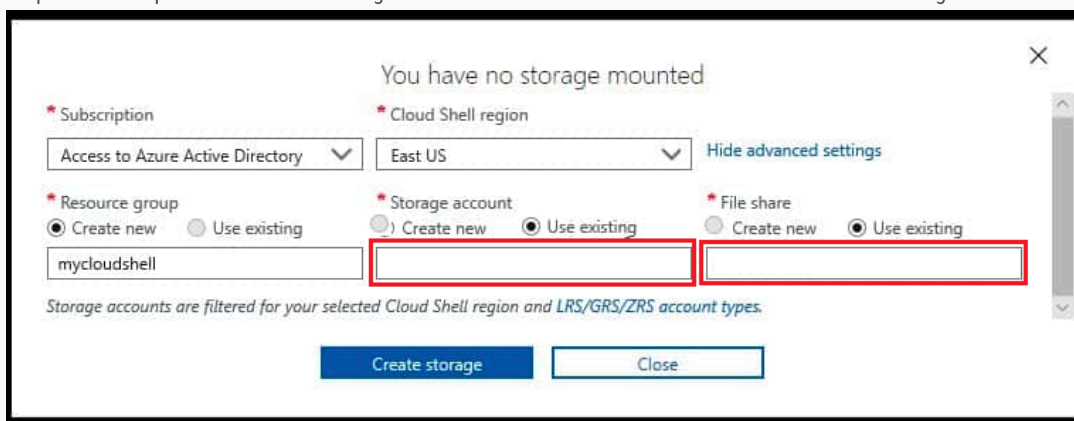 You have no storage mounted
* Subscription
* Cloud Shell region
Access to Azure Active Directory
East US
Hide advanced settings
* Resource group
* Storage account
* File share
Create new Use existing
Create new Use existing
Create new Use existing
mycloudshell
Storage accounts are filtered for your selected Cloud Shell region and LRS/GRS/ZRS account types.
Create storage
Close